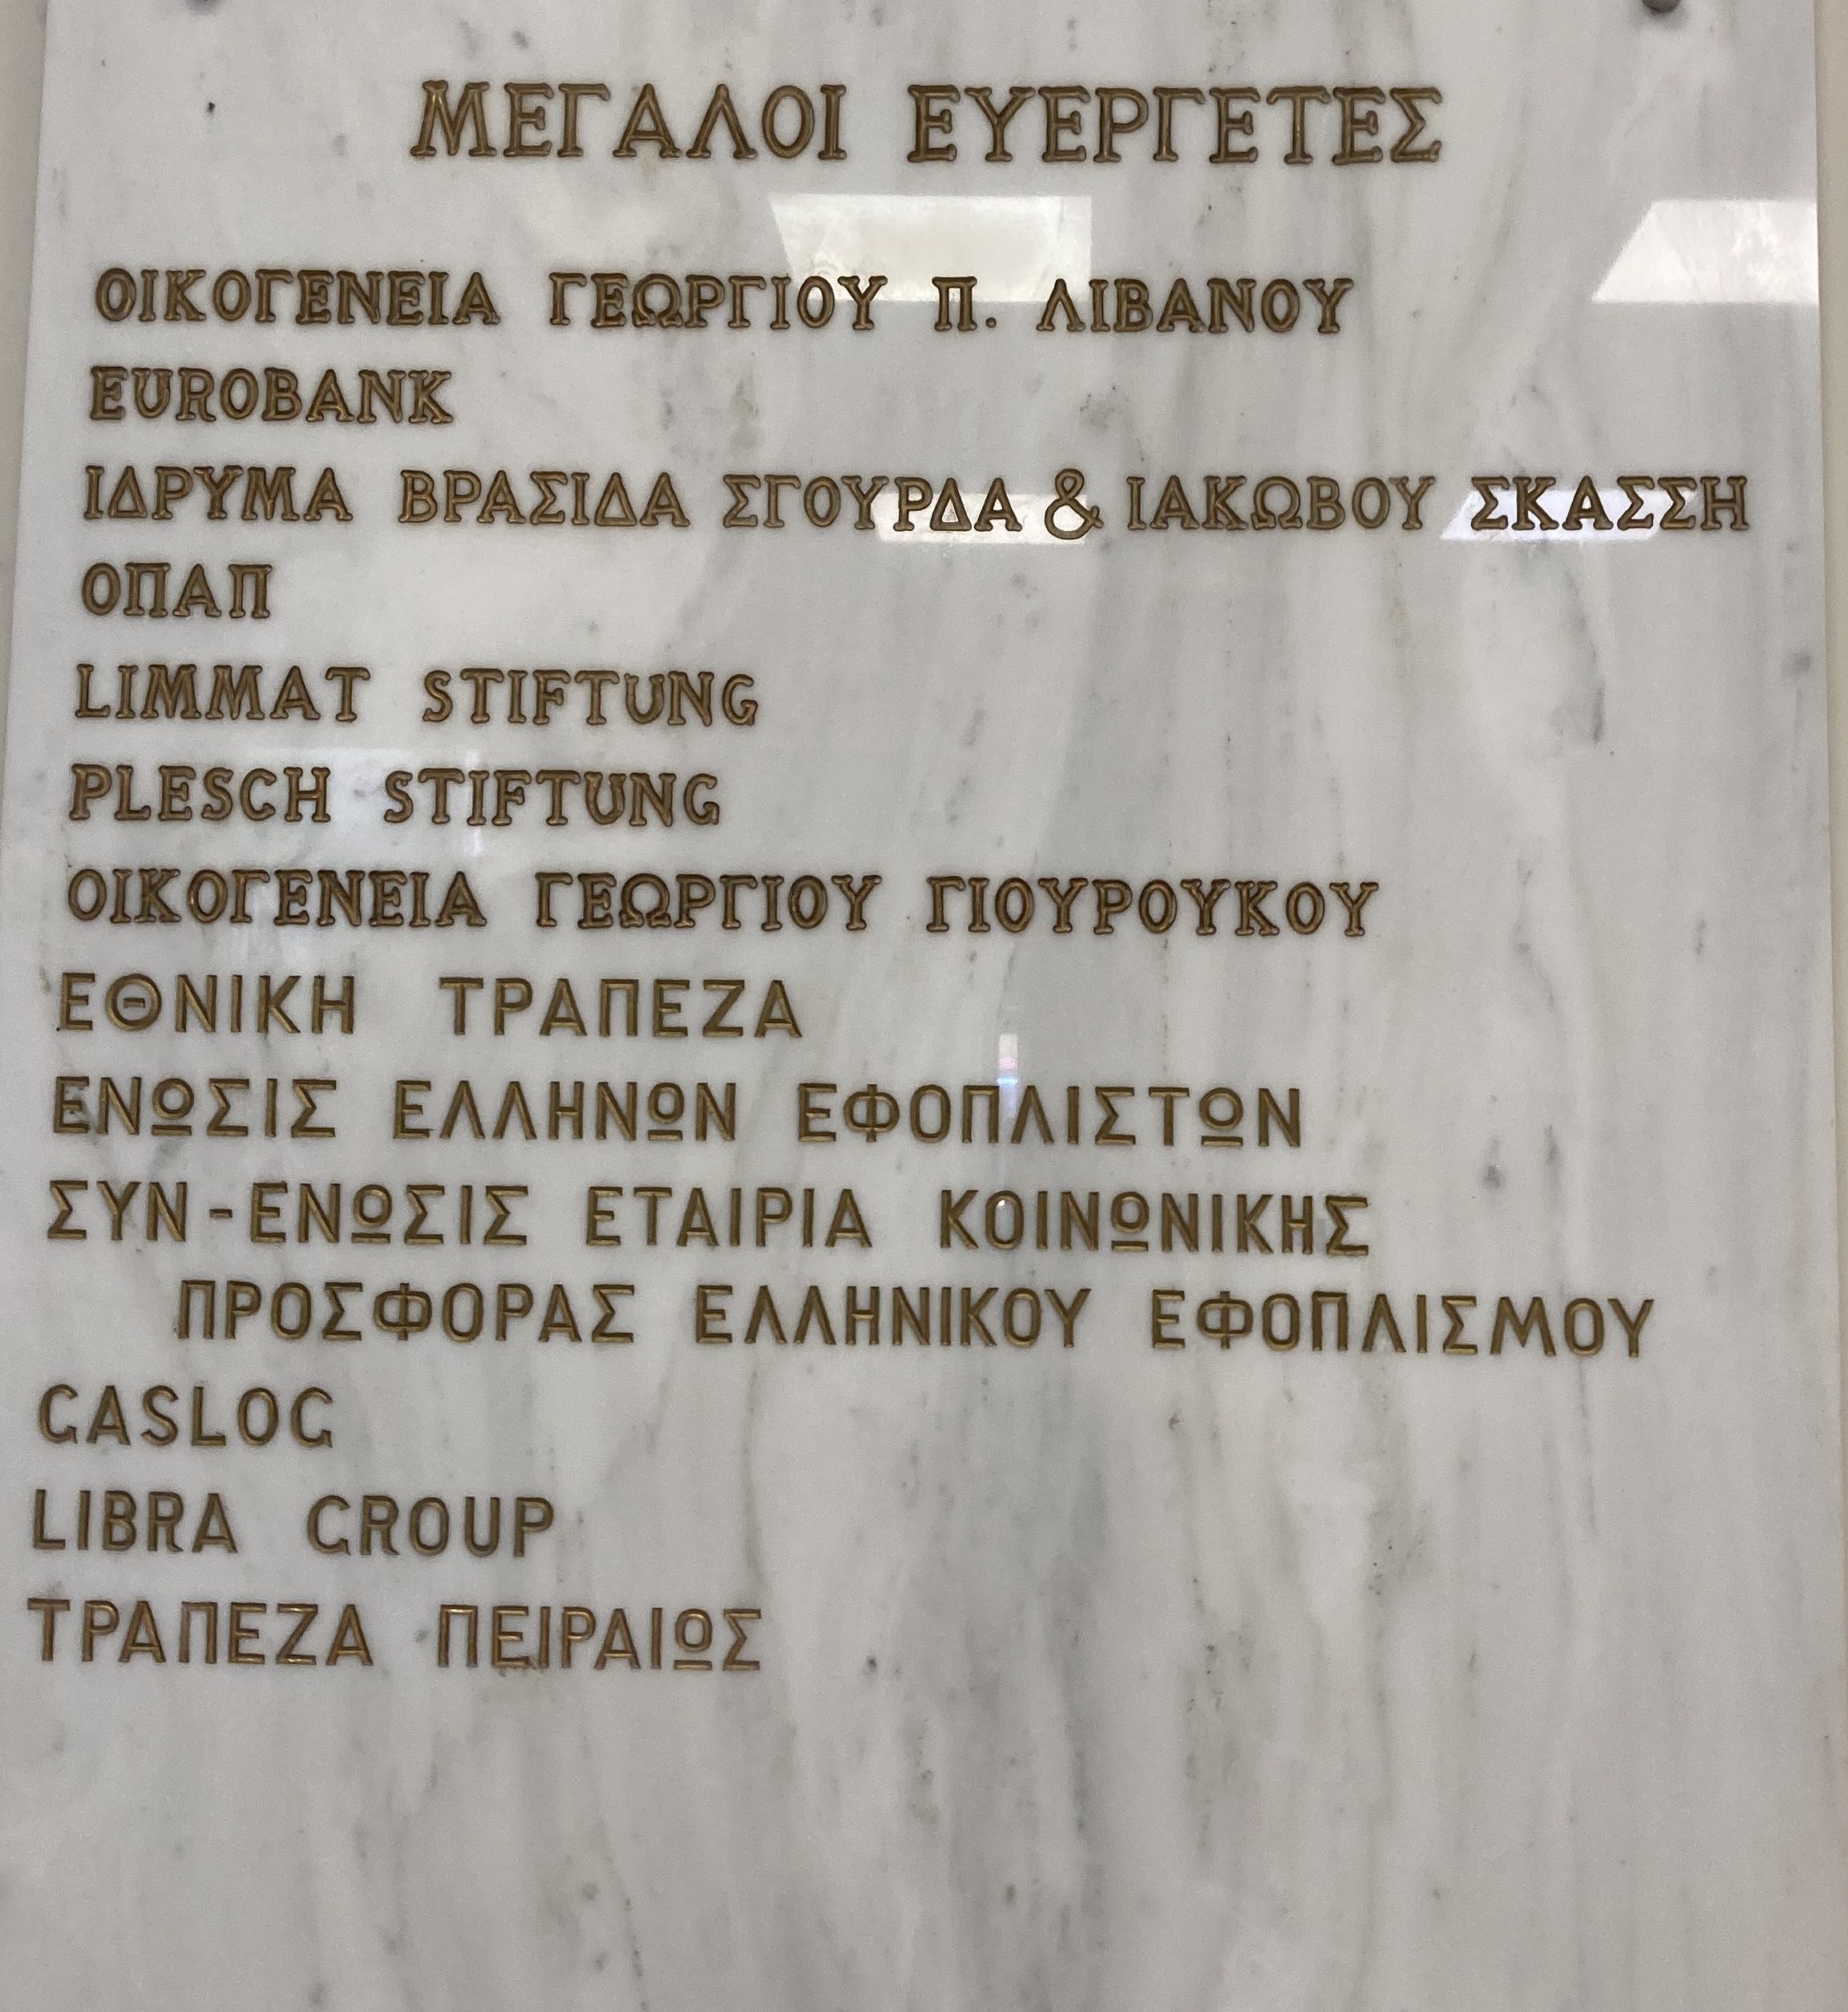 ΜΕΓΑΛΟΙ ΕΥΕΡΓΕΤΕΣ
ΟΙΚΟΓΕΝΕΙΑ ΓΕΩΡΓΙΟΥ Π. ΛΙΒΑΝΟΥ
EUROBANK
ΙΔΡΥΜΑ ΒΡΑΣΙΔΑ ΣΓΟΥΡΔΑ & ΙΑΚΩΒΟΥ ΣΚΑΣΣΗ
ΟΠΑΠ
LIMMAT STIFTUNG
PLESCH STIFTUNG
ΟΙΚΟΓΕΝΕΙΑ ΓΕΩΡΓΙΟΥ ΓΙΟΥΡΟΥΚΟΥ
ΕΘΝΙΚΗ ΤΡΑΠΕΖΑ
ΕΝΩΣΙΣ ΕΛΛΗΝΩΝ ΕΦΟΠΛΙΣΤΩΝ
ΣΥΝ-ΕΝΩΣΙΣ ΕΤΑΙΡΙΑ ΚΟΙΝΩΝΙΚΗΣ
ΠΡΟΣΦΟΡΑΣ ΕΛΛΗΝΙΚΟΥ ΕΦΟΠΛΙΣΜΟΥ
GASLOG
LIBRA GROUP
ΤΡΑΠΕΖΑ ΠΕΙΡΑΙΩΣ